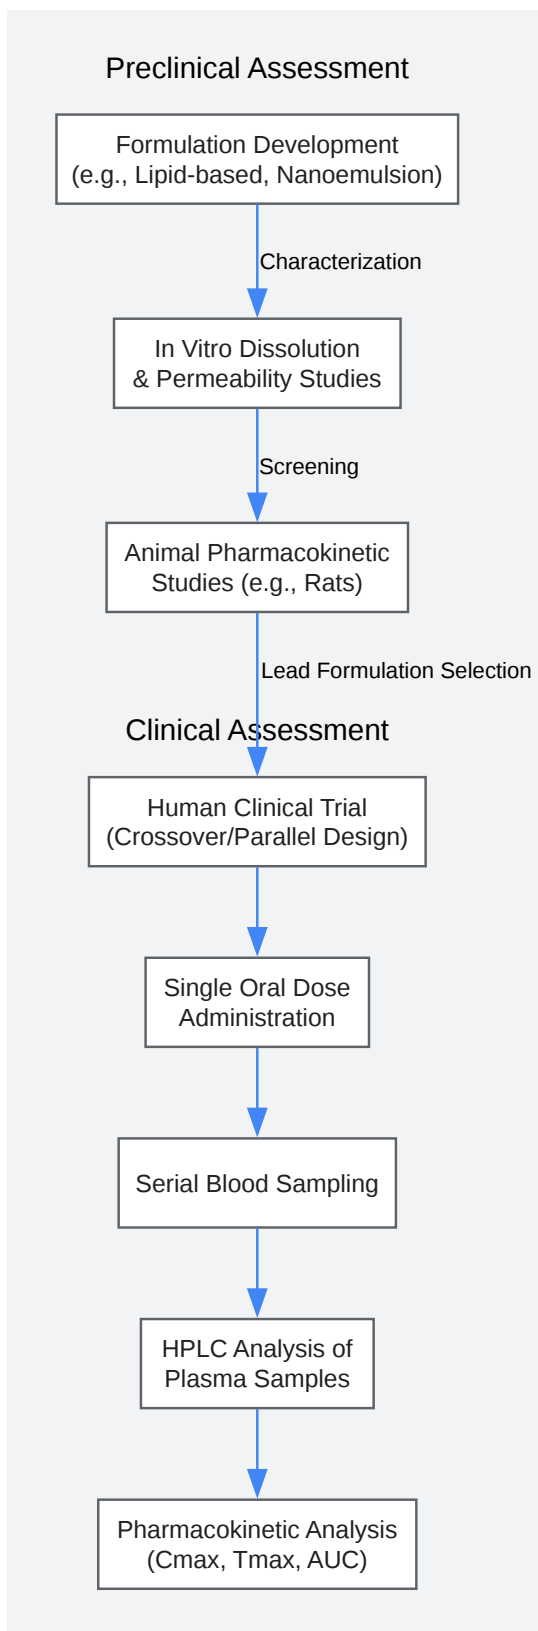 Preclinical Assessment
Formulation Development
(e.g., Lipid-based, Nanoemulsion)
Characterization
In Vitro Dissolution
& Permeability Studies
Screening
Animal Pharmacokinetic
Studies (e.g., Rats)
Lead Formulation Selection
Clinical Assessment
Human Clinical Trial
(Crossover/Parallel Design)
Single Oral Dose
Administration
Serial Blood Sampling
HPLC Analysis of
Plasma Samples
Pharmacokinetic Analysis
(Cmax, Tmax, AUC)